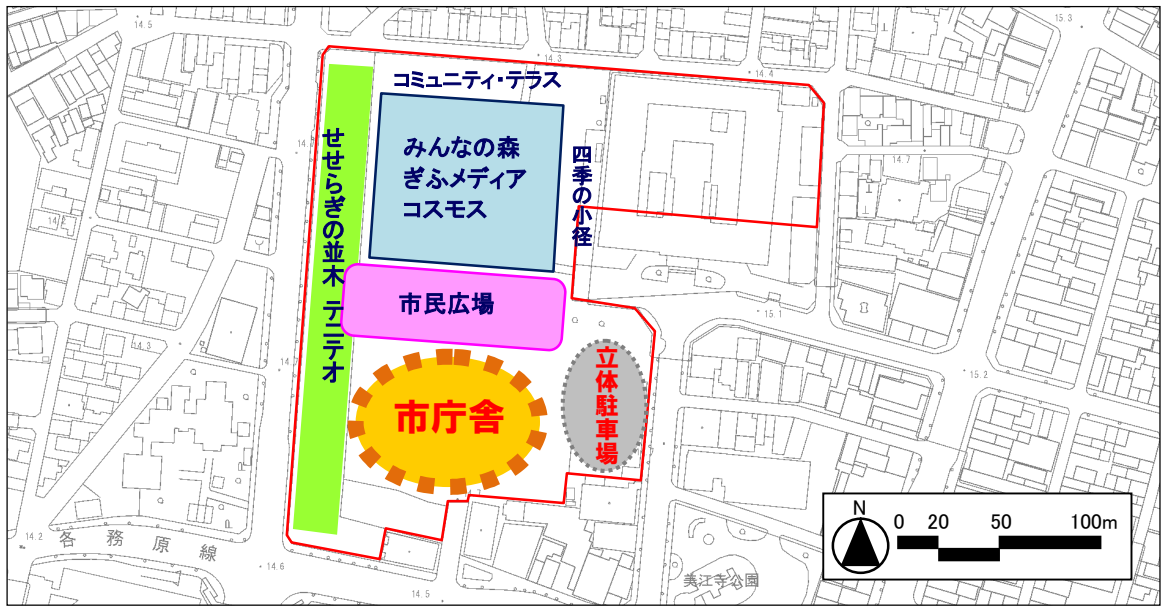 14.5
15.3
14.3
14.4
コミュニティ・テラス
みんなの森
ぎふメディア
コスモス
四季の小径
せせらぎの並木 テニテオ
14.7
市民広場
15.1
14.3
15.2
市庁舎
立体駐車場
14.2
各務原線
14.6
14.5
美江寺公園
N
0 20 50 100m